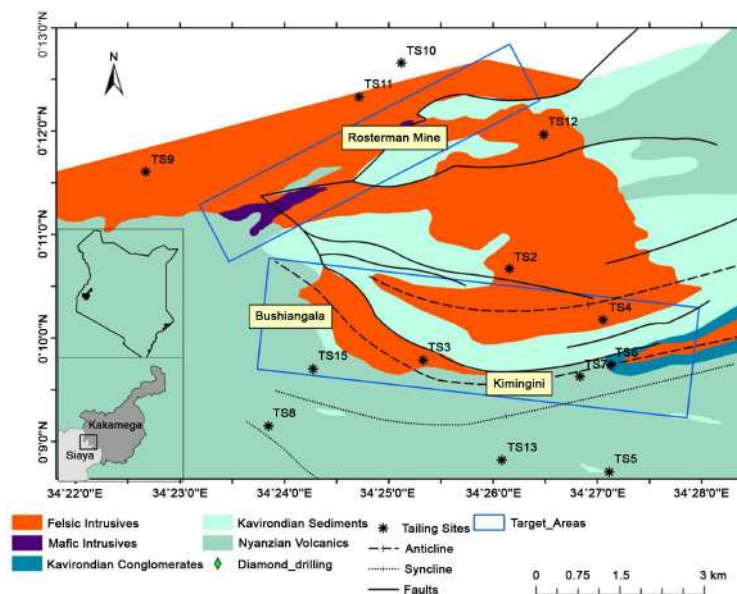 0°13'0"N
0°12'0"N
0°11'0"N
0°10'0"N
0°9'0"N
N
TS10
TS11
TS12
Rosterman Mine
TS9
TS2
Bushiangala
TS4
TS3
TS6
TS15
TS7
Kimingini
Kakamega
TS8
Siaya
TS13
TS5
34°22'0"E 34°23'0"E 34°24'0"E 34°25'0"E 34°26'0"E 34°27'0"E 34°28'0"E
Felsic Intrusives
Mafic Intrusives
Kavirondian Conglomerates
Kavirondian Sediments
Nyanzian Volcanics
Diamond_drilling
Tailing Sites
Anticline
Syncline
Faults
Target_Areas
0 0.75 1.5 3 km